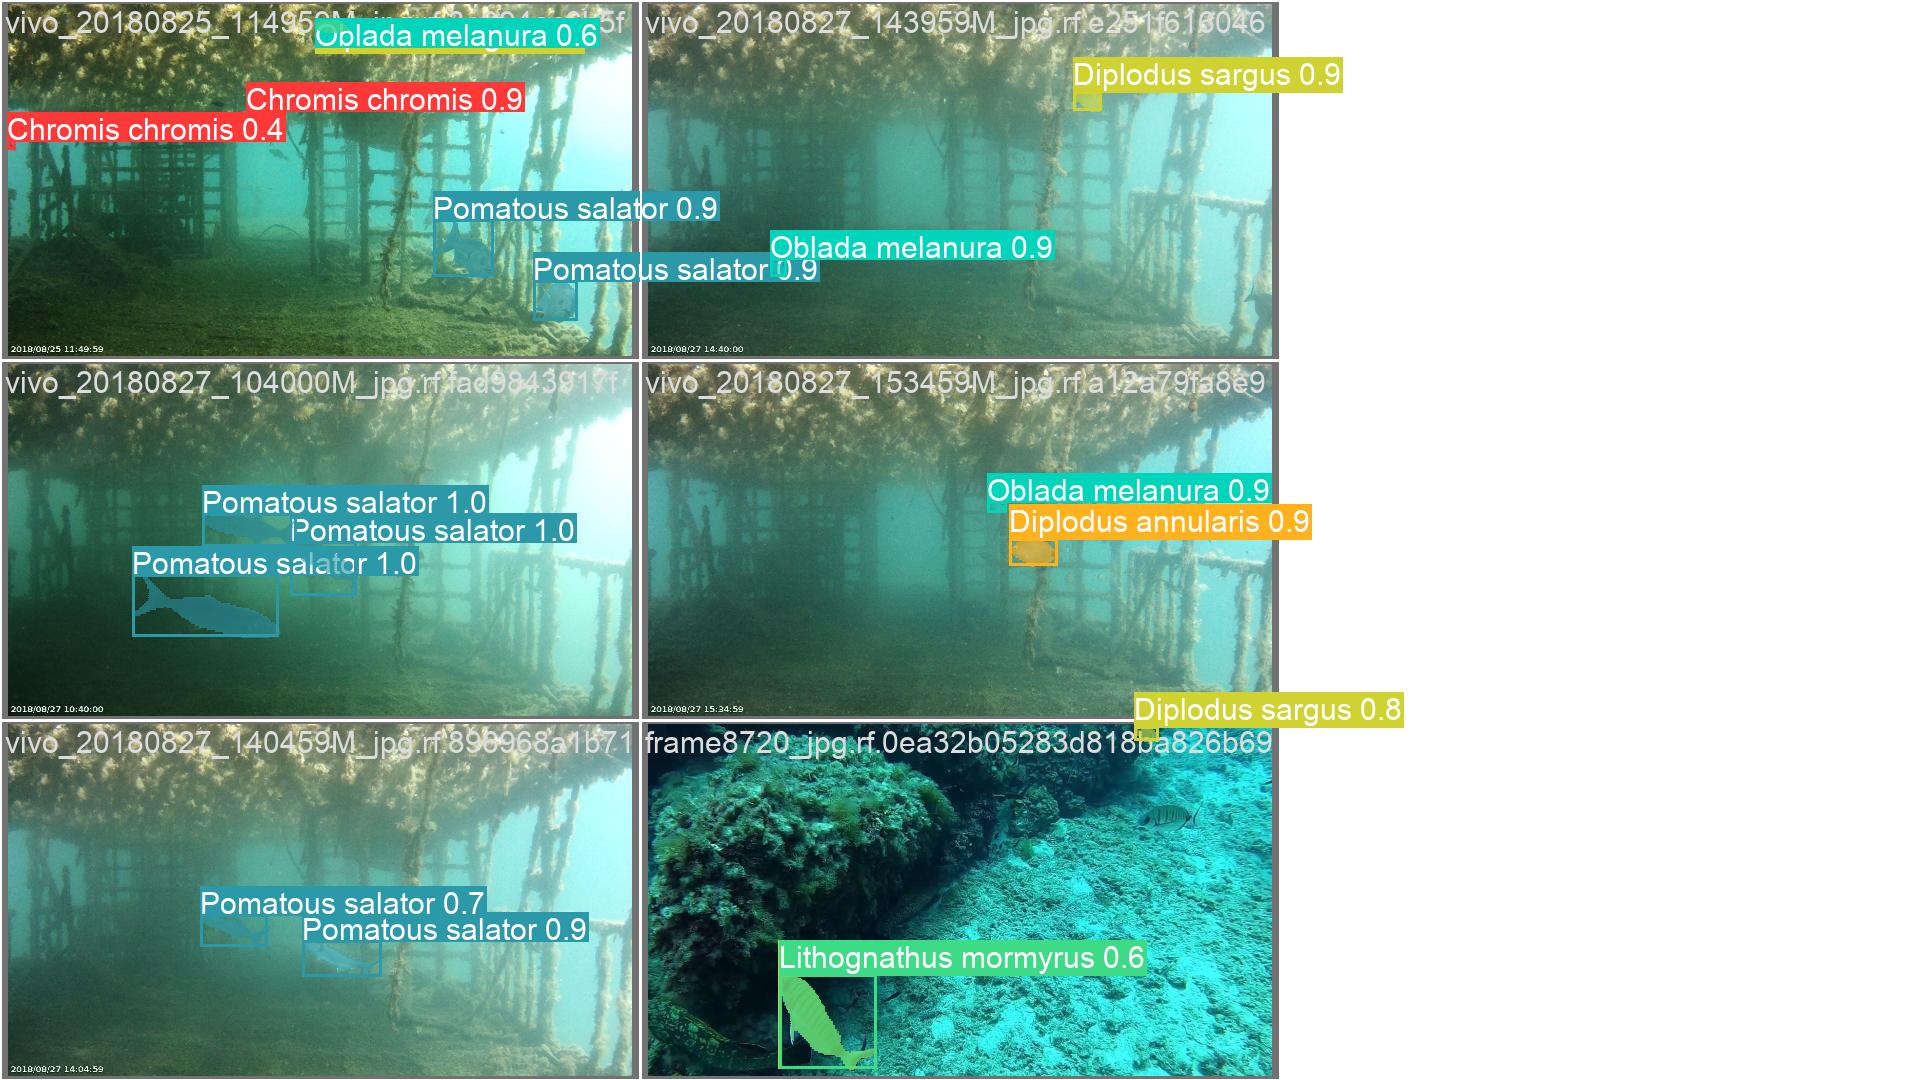 vivo_20180825_11495
Oblada melanura 0.6
Chromis chromis 0.9
Chromis chromis 0.4
Pomatous salator 0.9
Pomatous salator 0.9
2018/08/25 11:49:59
vivo_20180827_143959M_jpg.rf.e251f616046
Diplodus sargus 0.9
Oblada melanura 0.9
2018/08/27 14:40:00
vivo_20180827_104000M_jpg.rf.fad9843917f
Pomatous salator 1.0
Pomatous salator 1.0
Pomatous salator 1.0
2018/08/27 10:40:00
vivo_20180827_153459M_jpg.rf.a12a79fa8e9
Oblada melanura 0.9
Diplodus annularis 0.9
2018/08/27 15:34:59
vivo_20180827_140459M_jpg.rf.896968a1b71
Pomatous salator 0.7
Pomatous salator 0.9
2018/08/27 14:04:59
Diplodus sargus 0.8
frame8720_jpg.rf.0ea32b05283d818ba826b69
Lithognathus mormyrus 0.6